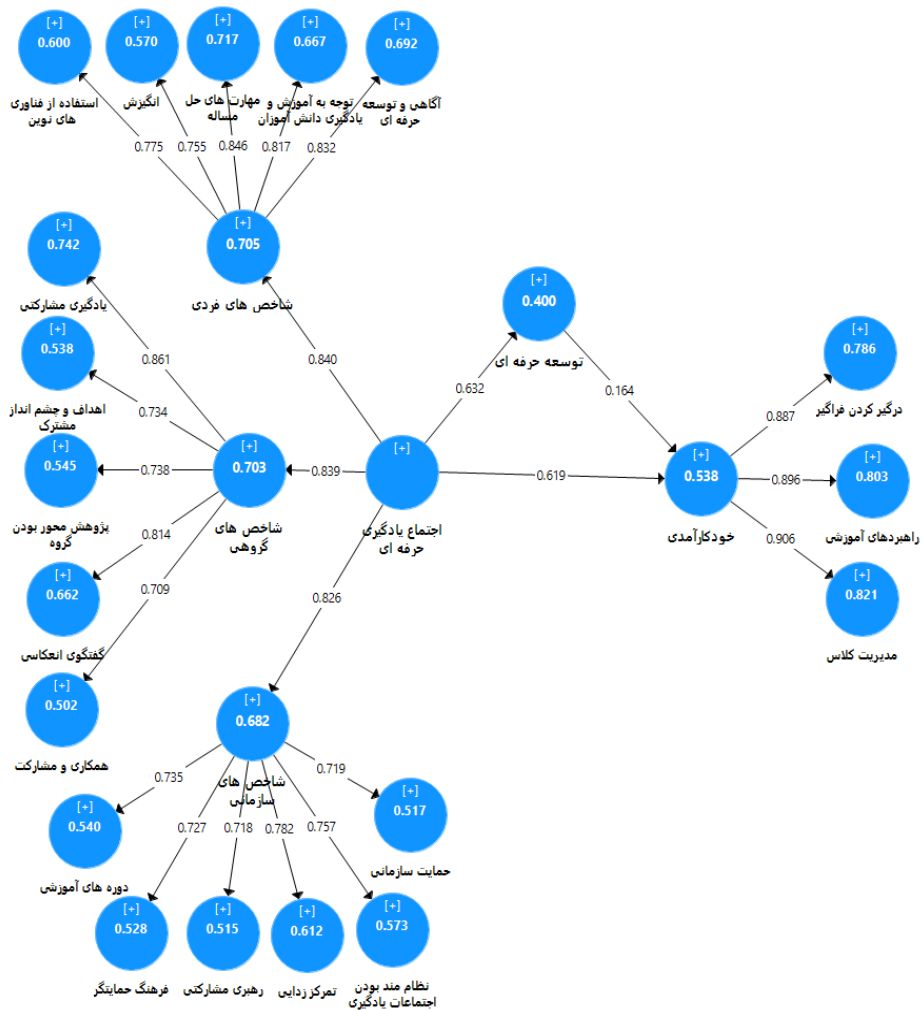 [+]
0.600
استفاده از فناوری
های نوین
[+]
0.570
انگیزش
[+]
0.717
مهارت های حل
مساله
[+]
0.667
توجه به آموزش و
یادگیری دانش آموزان
[+]
0.692
آگاهی و توسعه
حرفه ای
0.775
0.755
0.846
0.817
0.832
[+]
0.705
شاخص های فردی
[+]
0.742
یادگیری مشارکتی
[+]
0.538
اهداف و چشم انداز
مشترک
[+]
0.545
پژوهش محور بودن
گروه
[+]
0.662
گفتگوی انعکاسی
[+]
0.502
همکاری و مشارکت
0.861
0.734
0.738
0.814
0.709
[+]
0.703
شاخص های
گروهی
0.840
0.839
0.826
[+]
اجتماع یادگیری
حرفه ای
0.632
0.619
[+]
0.400
توسعه حرفه ای
0.164
[+]
0.538
خودکارآمدی
0.887
0.896
0.906
[+]
0.786
درگیر کردن فراگیر
[+]
0.803
راهبردهای آموزشی
[+]
0.821
مدیریت کلاس
[+]
0.682
شاخص های
سازمانی
0.735
0.727
0.718
0.782
0.757
0.719
[+]
0.540
دوره های آموزشی
[+]
0.528
فرهنگ حمایتگر
[+]
0.515
رهبری مشارکتی
[+]
0.612
تمرکز زدایی
[+]
0.573
نظام مند بودن
اجتماعات یادگیری
[+]
0.517
حمایت سازمانی